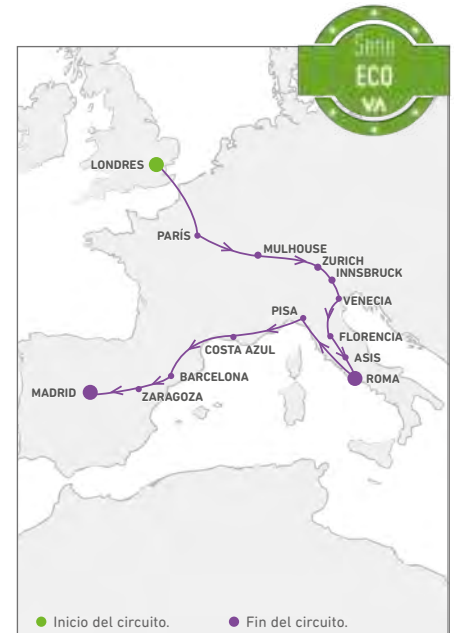 Serie
ECO
VA
LONDRES
PARÍS
MULHOUSE
ZURICH
INNSBRUCK
VENECIA
PISA
FLORENCIA
COSTA AZUL
ASIS
BARCELONA
ROMA
MADRID
ZARAGOZA
Inicio del circuito.
Fin del circuito.